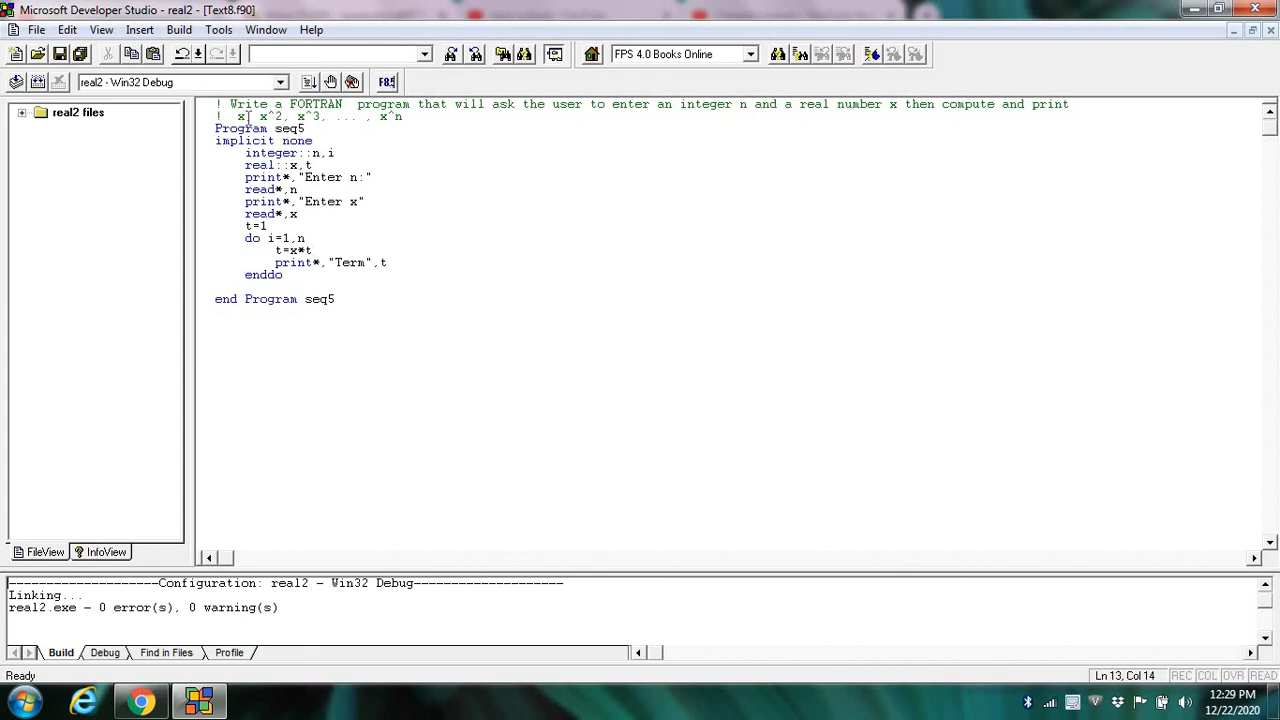 Microsoft Developer Studio - real2 - [Text8.f90]
File Edit View Insert Build Tools Window Help
FPS 4.0 Books Online
real2 - Win32 Debug
real2 files
! Write a FORTRAN  program that will ask the user to enter an integer n and a real number x then compute and print
!  x, x^2, x^3, ... , x^n
Program seq5
implicit none
integer::n,i
real::x,t
print*,"Enter n:"
read*,n
print*,"Enter x"
read*,x
t=1
do i=1,n
t=x*t
print*,"Term",t
enddo
end Program seq5
FileView InfoView
--------------------Configuration: real2 - Win32 Debug--------------------
Linking...
real2.exe - 0 error(s), 0 warning(s)
Build Debug Find in Files Profile
Ready
Ln 13, Col 14 REC COL OVR READ
12:29 PM
12/22/2020